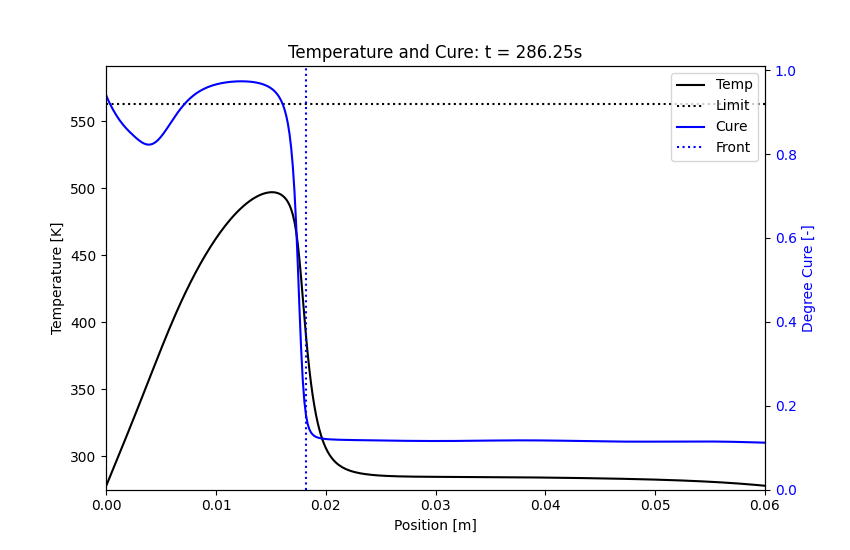 Temperature and Cure: t = 286.25s
Temp
Limit
Cure
Front
Temperature [K]
550
500
450
400
350
300
1.0
0.8
0.6
0.4
0.2
0.0
Degree Cure [-]
0.00 0.01 0.02 0.03 0.04 0.05 0.06
Position [m]